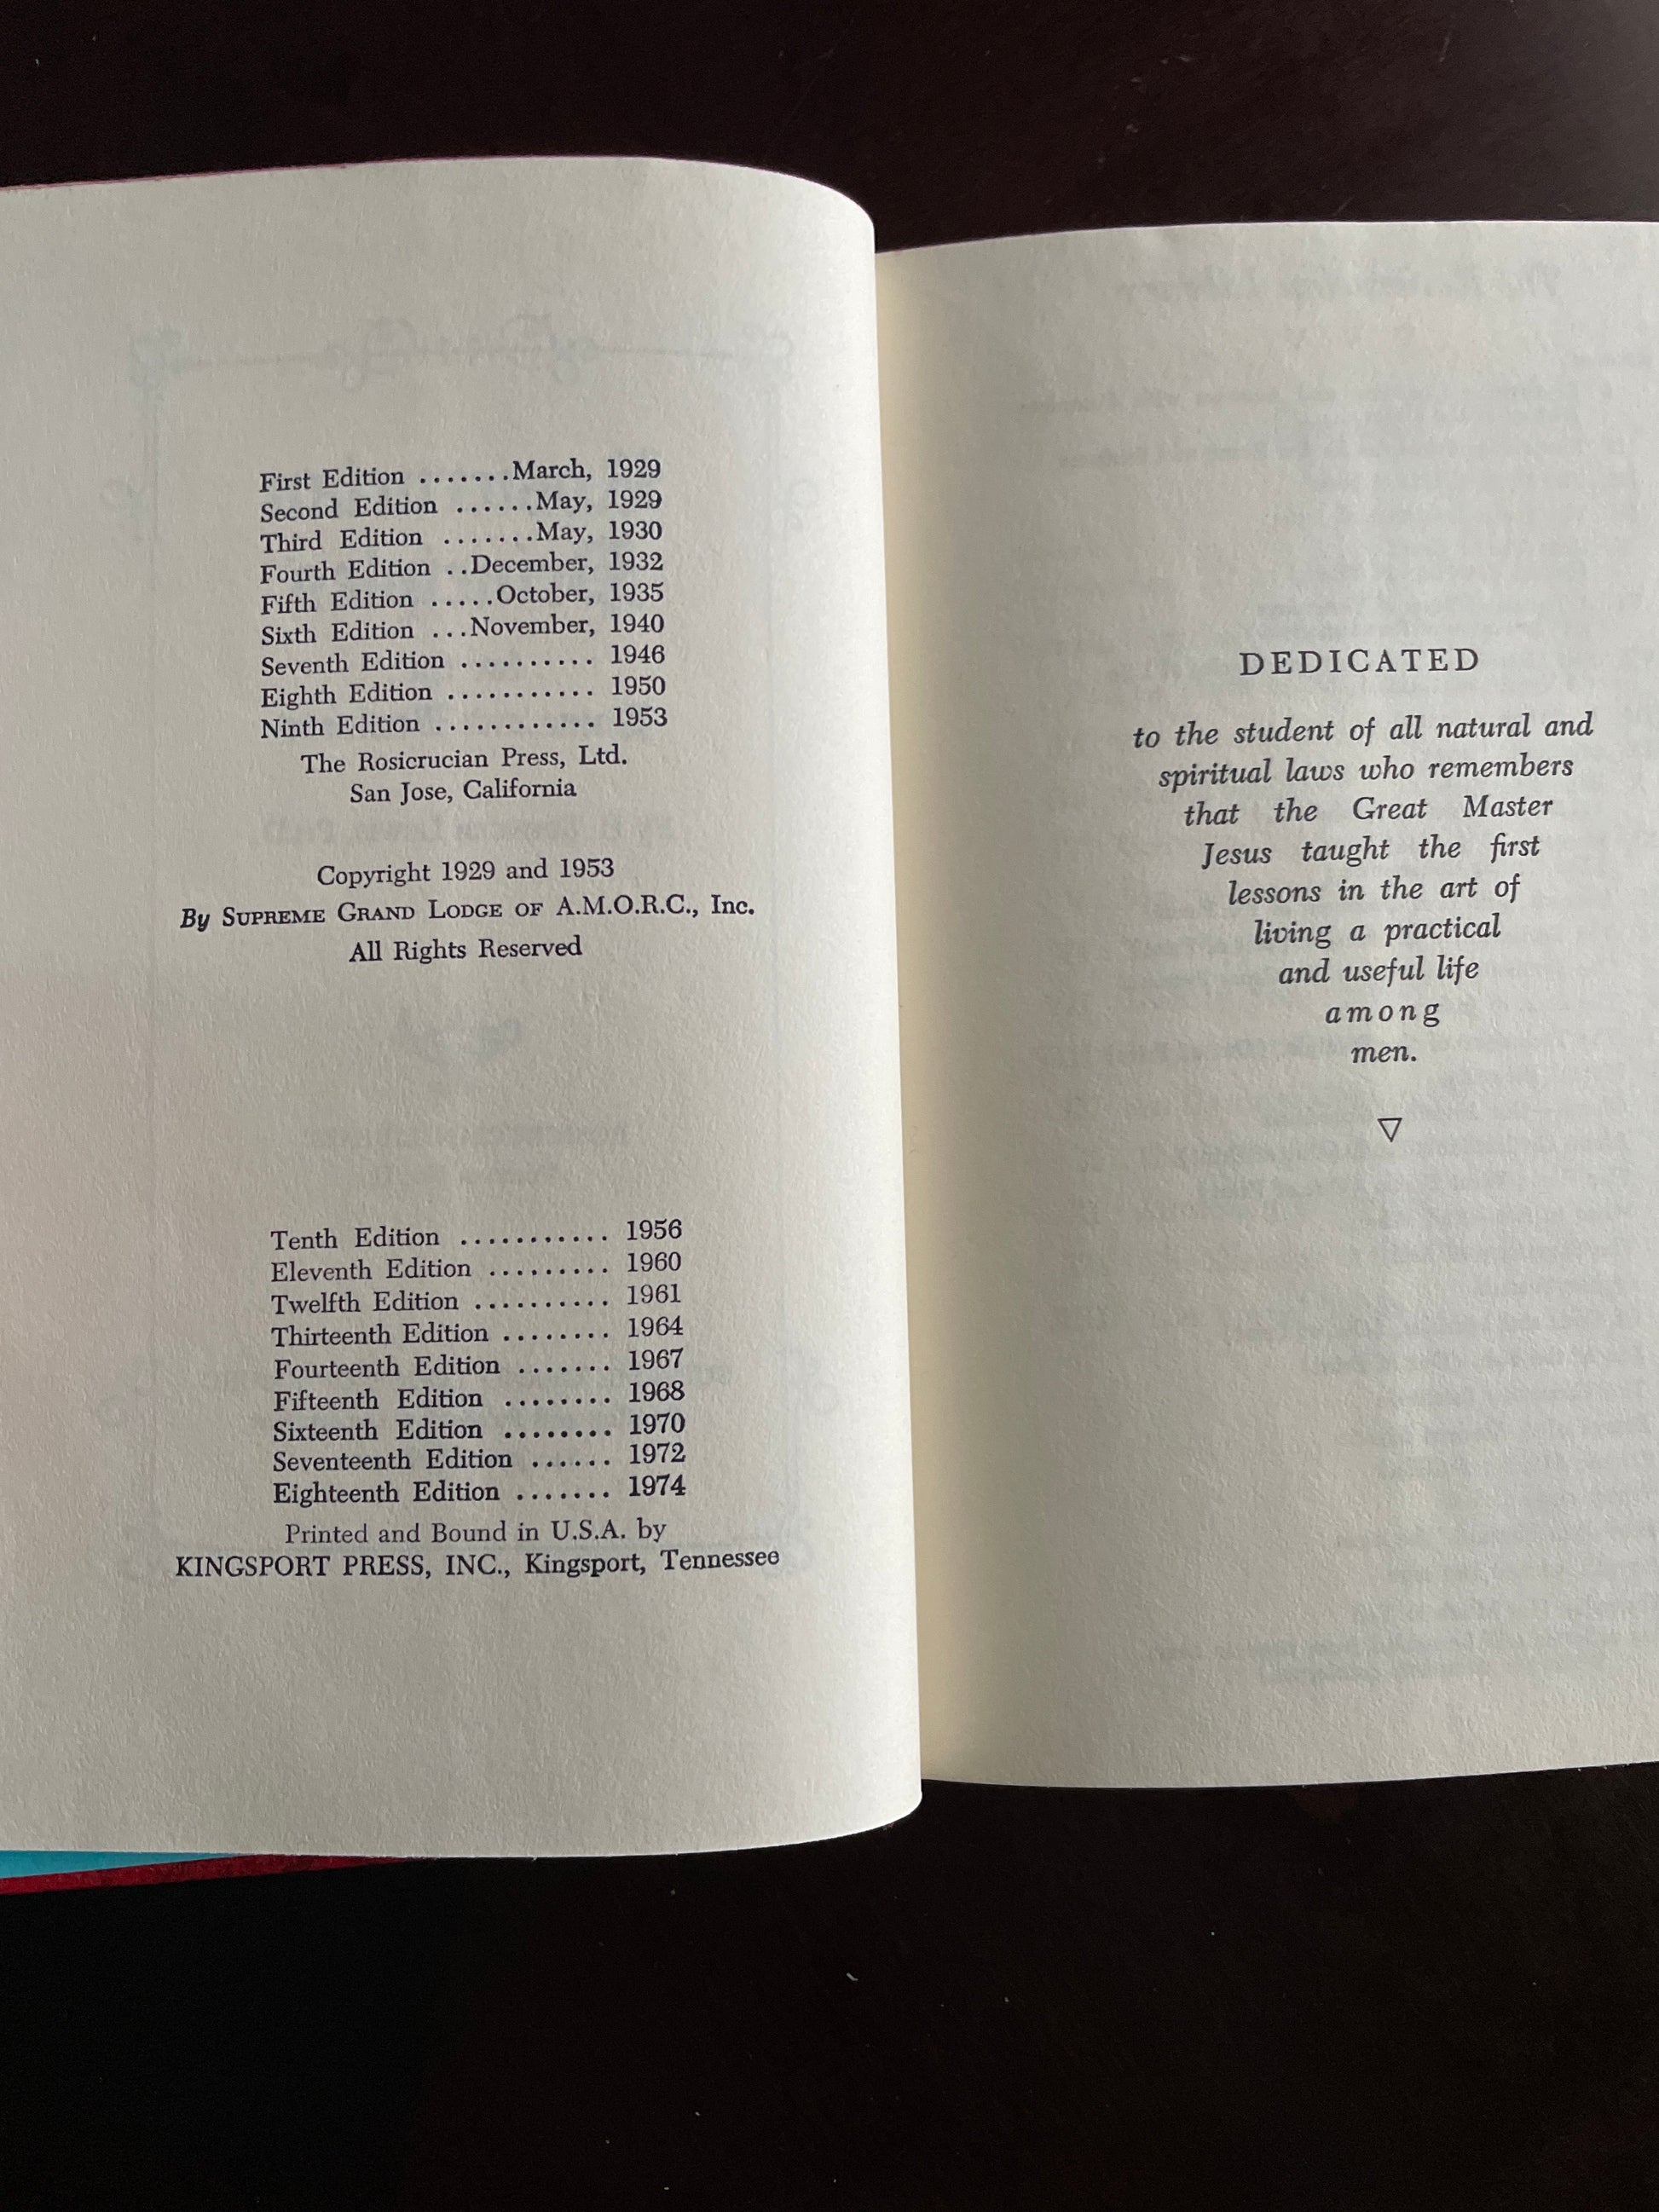 First Edition .......March, 1929
Second Edition ......May, 1929
Third Edition .......May, 1930
Fourth Edition ..December, 1932
Fifth Edition .....October, 1935
Sixth Edition ...November, 1940
Seventh Edition .......... 1946
Eighth Edition ........... 1950
Ninth Edition ............ 1953
The Rosicrucian Press, Ltd.
San Jose, California
Copyright 1929 and 1953
By SUPREME GRAND LODGE OF A.M.O.R.C., Inc.
All Rights Reserved
Tenth Edition ........... 1956
Eleventh Edition ......... 1960
Twelfth Edition .......... 1961
Thirteenth Edition ........ 1964
Fourteenth Edition ....... 1967
Fifteenth Edition ........ 1968
Sixteenth Edition ........ 1970
Seventeenth Edition ...... 1972
Eighteenth Edition ....... 1974
Printed and Bound in U.S.A. by
KINGSPORT PRESS, INC., Kingsport, Tennessee
DEDICATED
to the student of all natural and
spiritual laws who remembers
that the Great Master
Jesus taught the first
lessons in the art of
living a practical
and useful life
among
men.